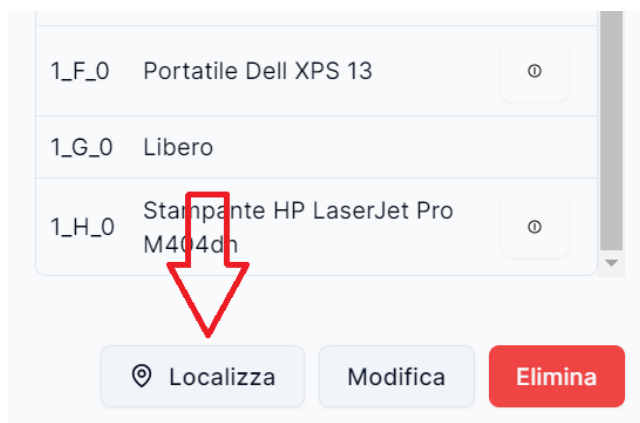 1_F_0 Portatile Dell XPS 13
1_G_0 Libero
1_H_0 Stampante HP LaserJet Pro
M404dn
Localizza Modifica Elimina